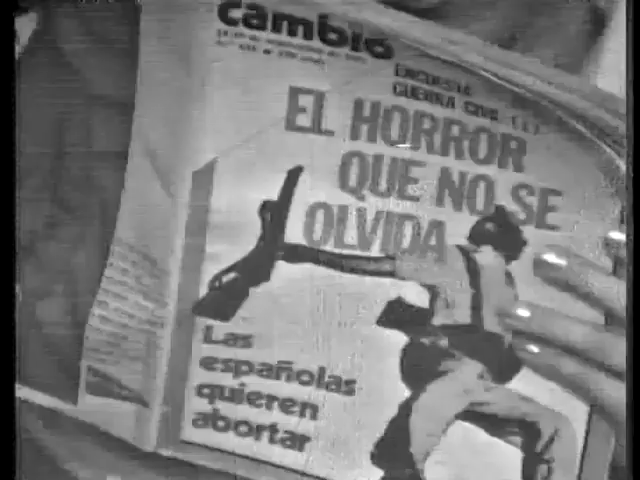 cambio
ENCUESTA
GUERRA CIVIL
EL HORROR
QUE NO SE
OLVIDA
Las
españolas
quieren
abortar